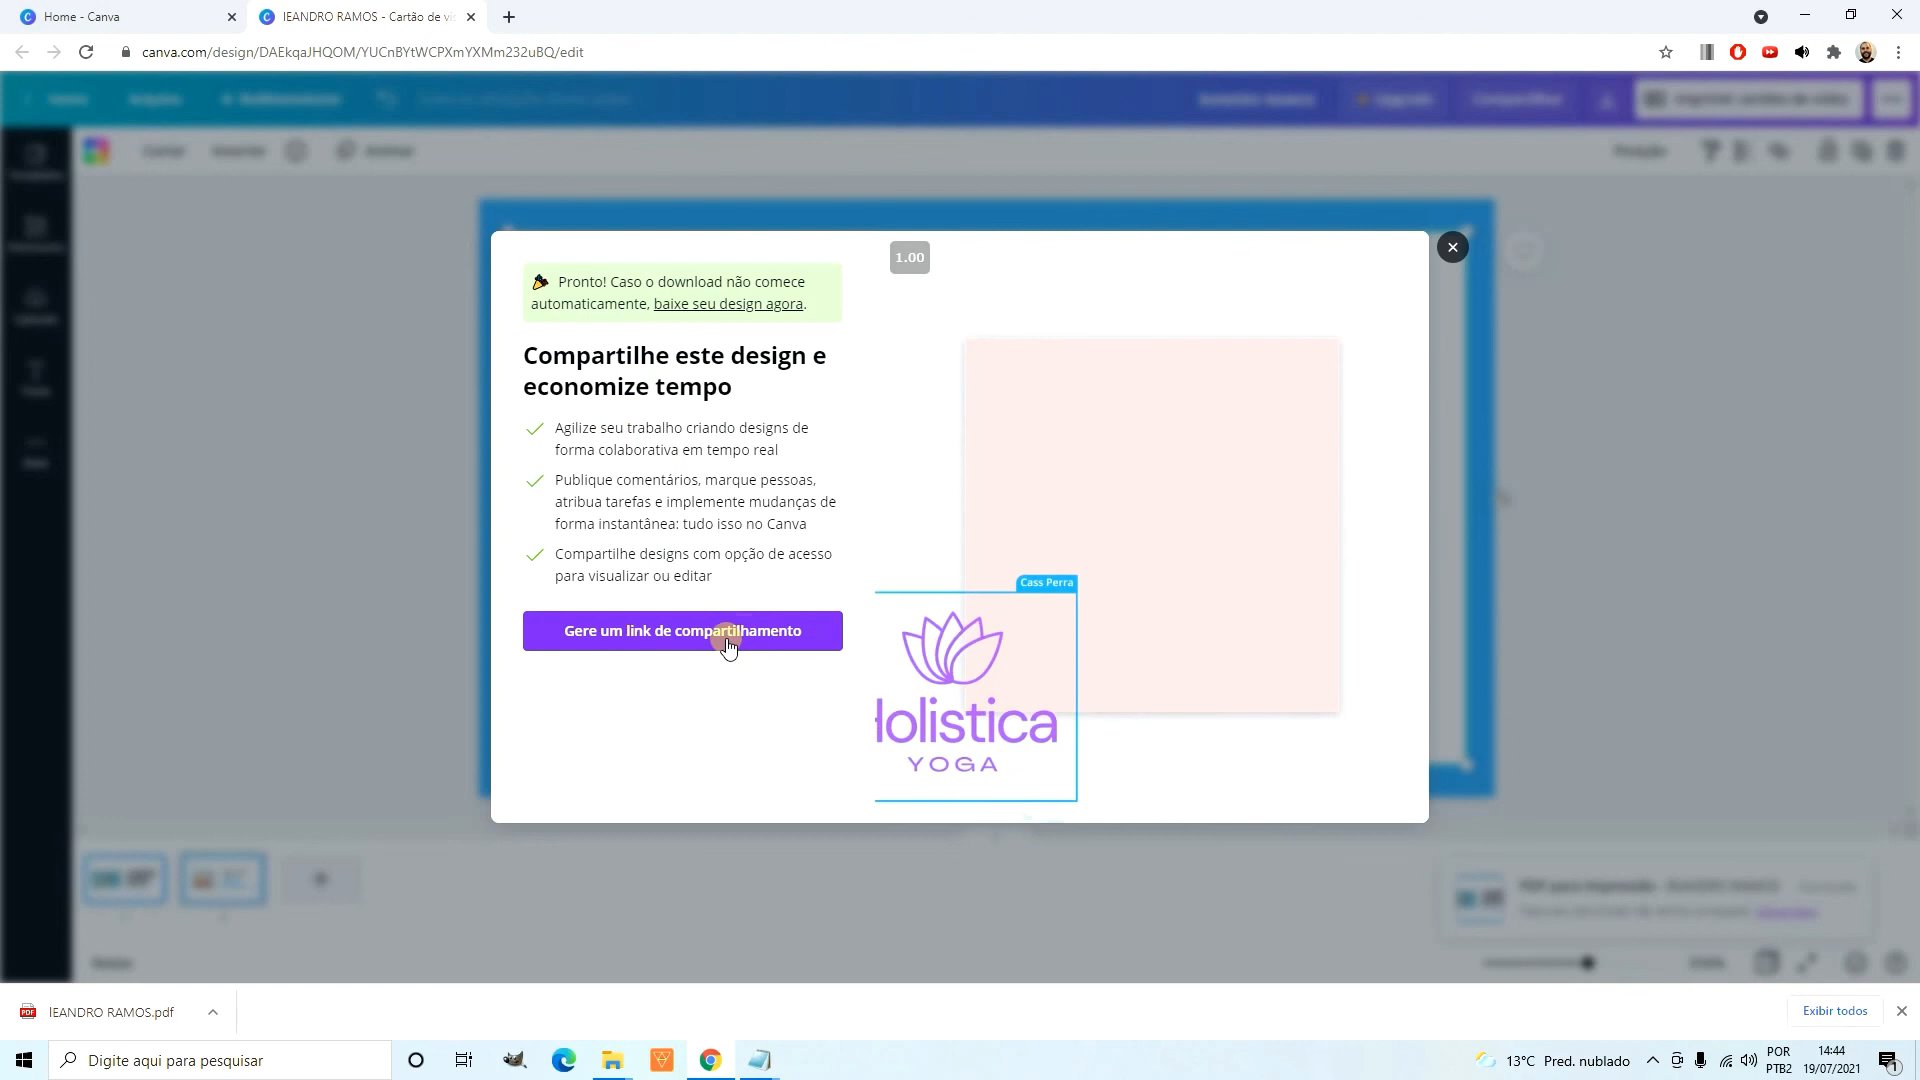 Home - Canva
lEANDRO RAMOS - Cartão de vis
canva.com/design/DAEkqaJHQOM/YUCnBYtWCPXmYXMm232uBQ/edit
1.00
Pronto! Caso o download não comece
automaticamente, baixe seu design agora.
Compartilhe este design e
economize tempo
Agilize seu trabalho criando designs de
forma colaborativa em tempo real
Publique comentários, marque pessoas,
atribua tarefas e implemente mudanças de
forma instantânea: tudo isso no Canva
Compartilhe designs com opção de acesso
para visualizar ou editar
Gere um link de compartilhamento
Cass Perra
Holistica
YOGA
lEANDRO RAMOS.pdf
Exibir todos
Digite aqui para pesquisar
13°C Pred. nublado
POR
PTB2
14:44
19/07/2021
1